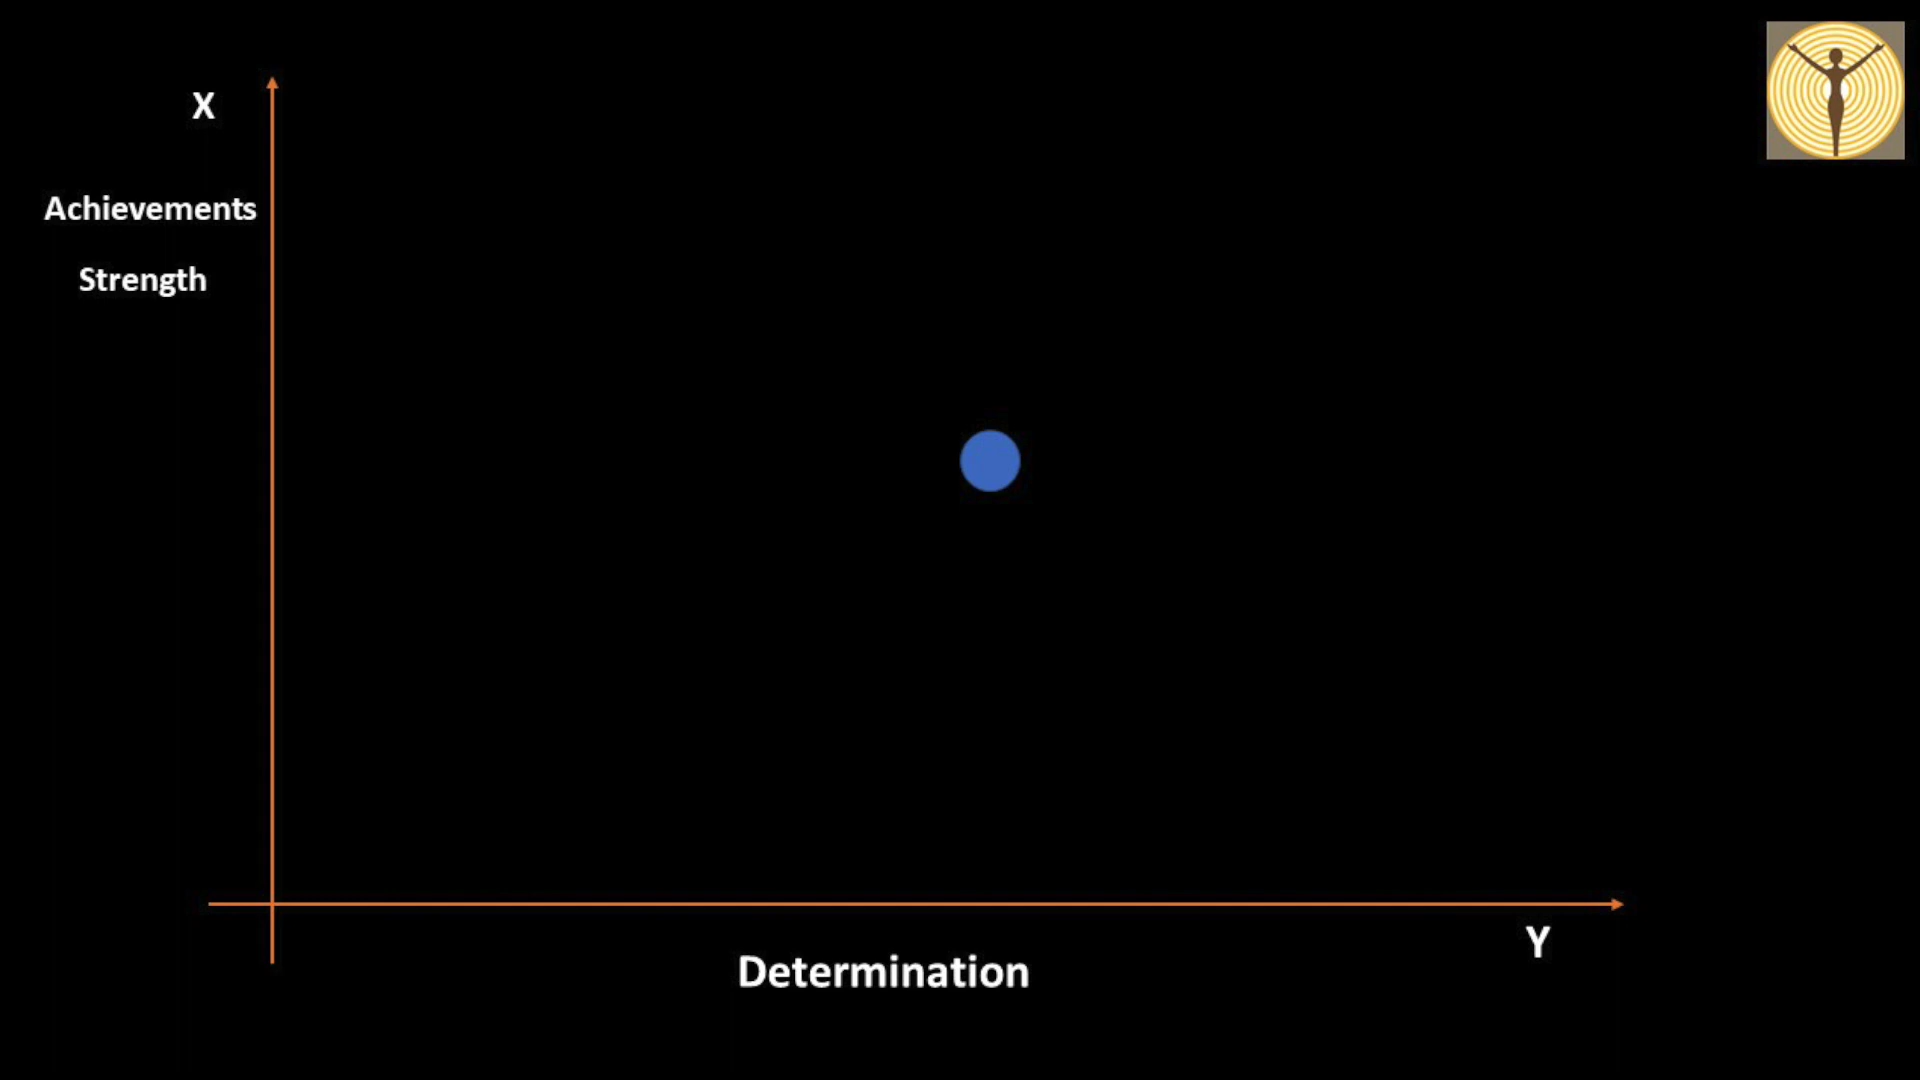 X
Achievements
Strength
Y
Determination